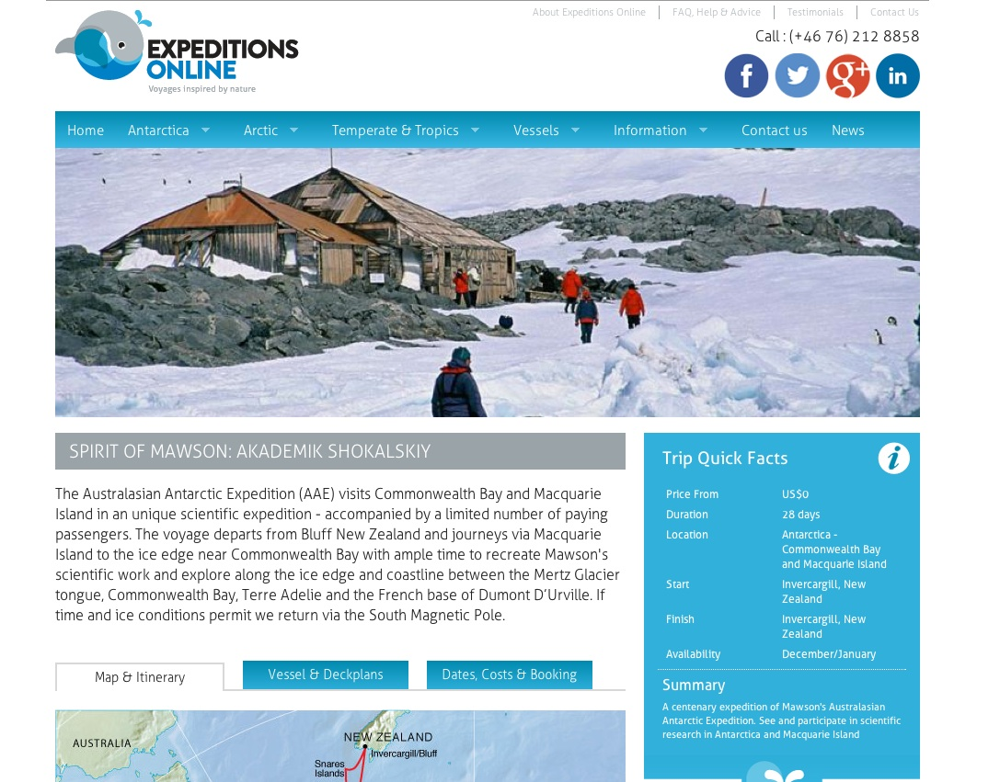 About Expeditions Online
FAQ, Help & Advice
Testimonials
Contact Us
EXPEDITIONS
ONLINE
Voyages inspired by nature
Call : (+46 76) 212 8858
f
g+
in
Home
Antarctica
Arctic
Temperate & Tropics
Vessels
Information
Contact us
News
SPIRIT OF MAWSON: AKADEMIK SHOKALSKIY
The Australasian Antarctic Expedition (AAE) visits Commonwealth Bay and Macquarie
Island in an unique scientific expedition - accompanied by a limited number of paying
passengers. The voyage departs from Bluff New Zealand and journeys via Macquarie
Island to the ice edge near Commonwealth Bay with ample time to recreate Mawson's
scientific work and explore along the ice edge and coastline between the Mertz Glacier
tongue, Commonwealth Bay, Terre Adelie and the French base of Dumont D’Urville. If
time and ice conditions permit we return via the South Magnetic Pole.
Map & Itinerary
Vessel & Deckplans
Dates, Costs & Booking
AUSTRALIA
NEW ZEALAND
Invercargill/Bluff
Snares
Islands
Trip Quick Facts
i
Price From US$0
Duration 28 days
Location Antarctica -
Commonwealth Bay
and Macquarie Island
Start Invercargill, New
Zealand
Finish Invercargill, New
Zealand
Availability December/January
Summary
A centenary expedition of Mawson's Australasian
Antarctic Expedition. See and participate in scientific
research in Antarctica and Macquarie Island